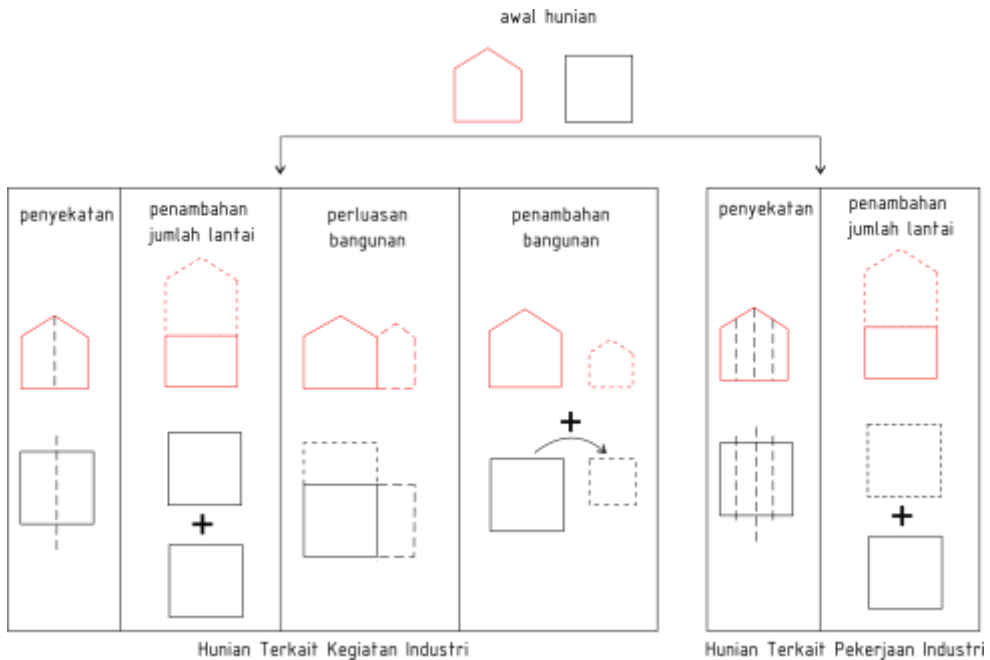 awal hunian
penyekatan
penambahan
jumlah lantai
perluasan
bangunan
penambahan
bangunan
penyekatan
penambahan
jumlah lantai
+
+
+
Hunian Terkait Kegiatan Industri
Hunian Terkait Pekerjaan Industri